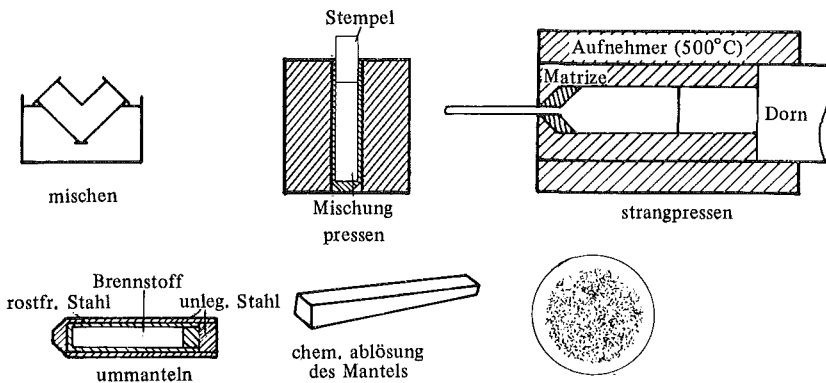 Stempel
Aufnehmer (500°C)
Matrize
Dorn
mischen
Mischung
pressen
strangpressen
Brennstoff
rostfr. Stahl
unleg. Stahl
ummanteln
chem. ablösung
des Mantels